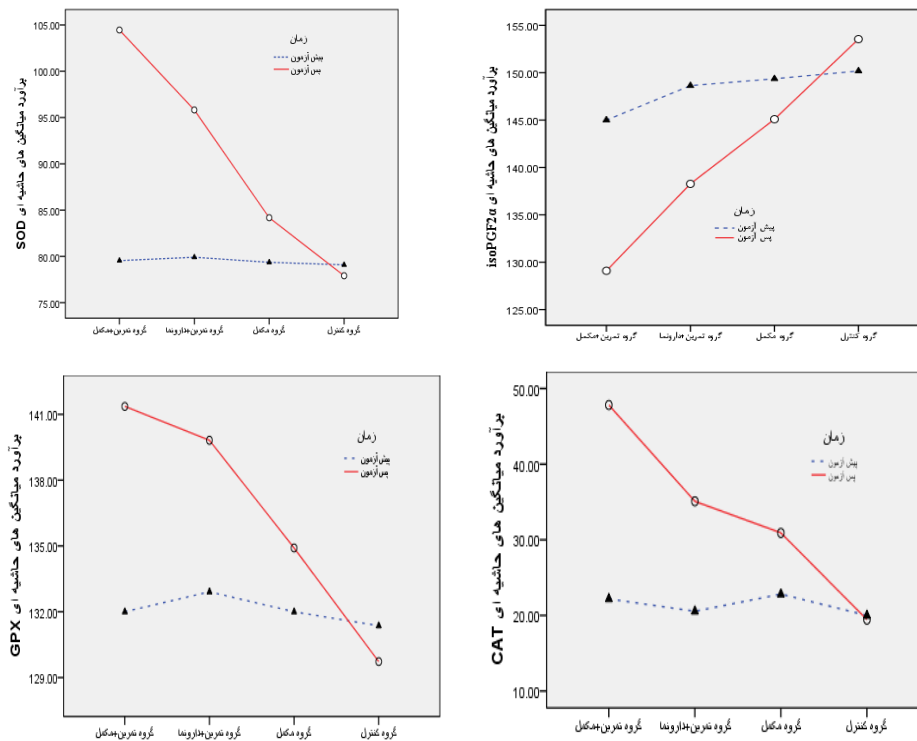 برآورد میانگین های حاشیه ای SOD
105.00
100.00
95.00
90.00
85.00
80.00
75.00
زمان
پیش آزمون
پس آزمون
گروه تمرین+مکمل
گروه تمرین+دارونما
گروه مکمل
گروه کنترل
برآورد میانگین های حاشیه ای isoPGF2α
155.00
150.00
145.00
140.00
135.00
130.00
125.00
زمان
پیش آزمون
پس آزمون
گروه تمرین+مکمل
گروه تمرین+دارونما
گروه مکمل
گروه کنترل
برآورد میانگین های حاشیه ای GPX
141.00
138.00
135.00
132.00
129.00
زمان
پیش آزمون
پس آزمون
گروه تمرین+مکمل
گروه تمرین+دارونما
گروه مکمل
گروه کنترل
برآورد میانگین های حاشیه ای CAT
50.00
40.00
30.00
20.00
10.00
زمان
پیش آزمون
پس آزمون
گروه تمرین+مکمل
گروه تمرین+دارونما
گروه مکمل
گروه کنترل